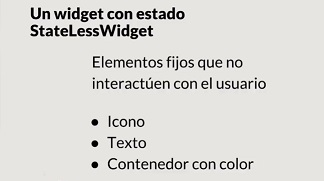 Un widget con estado
StateLessWidget
Elementos fijos que no
interactúen con el usuario
● Icono
● Texto
● Contenedor con color